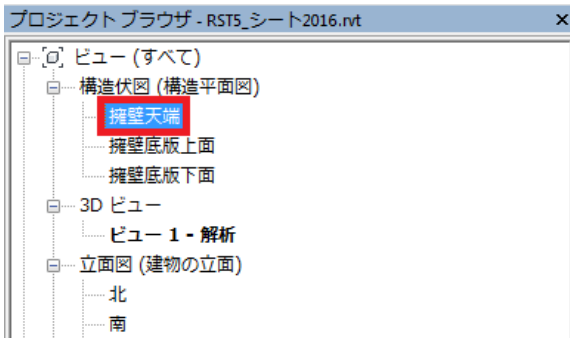 プロジェクト ブラウザ - RST5_シート2016.rvt
ビュー (すべて)
構造伏図 (構造平面図)
擁壁天端
擁壁底版上面
擁壁底版下面
3D ビュー
ビュー 1 - 解析
立面図 (建物の立面)
北
南